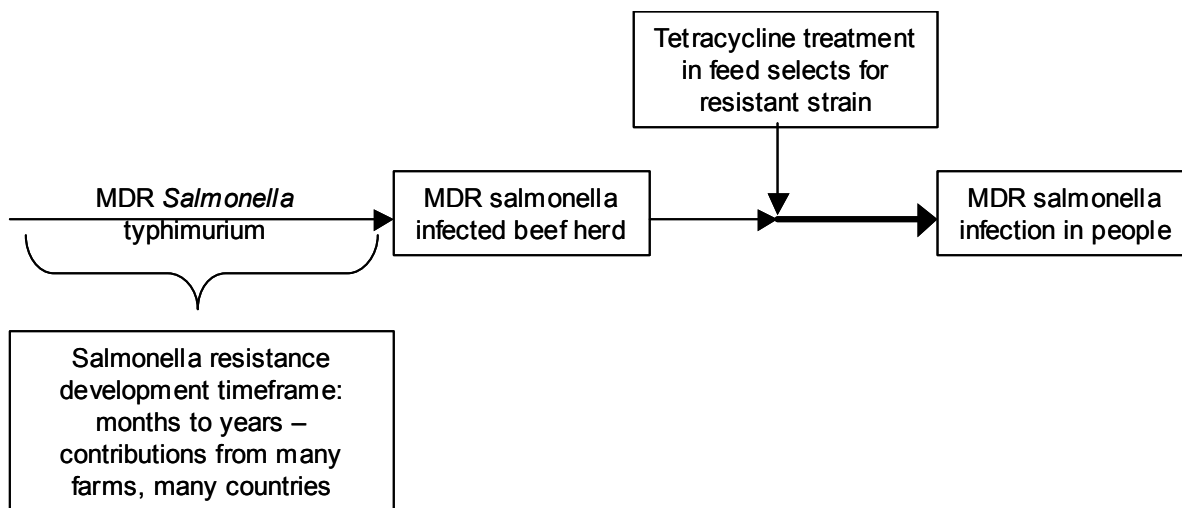 Tetracycline treatment
in feed selects for
resistant strain
MDR Salmonella
typhimurium
MDR salmonella
infected beef herd
MDR salmonella
infection in people
Salmonella resistance
development timeframe:
months to years –
contributions from many
farms, many countries